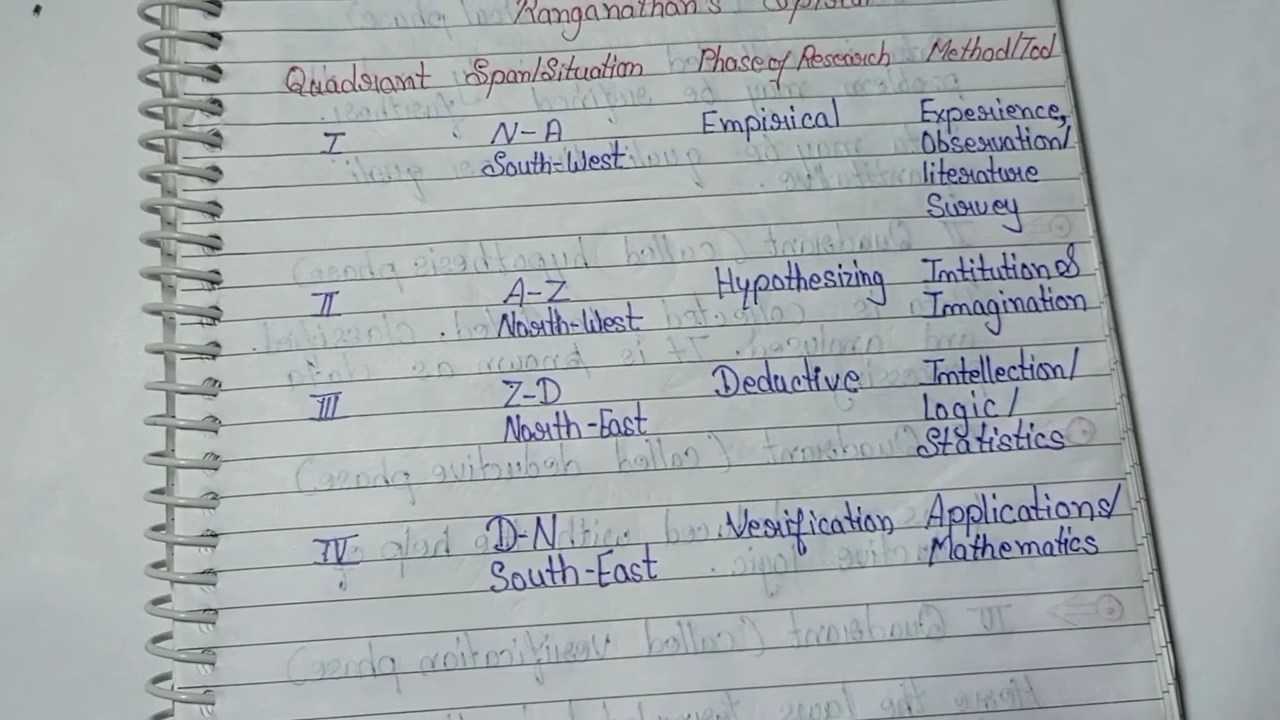 Ranganathan's
Quadrant Span/Situation Phase of Research Method/Tool
I N-A Empirical Experience,
South-West Observation/
literature
Survey
II A-Z Hypothesizing Intitution &
North-West Imagination
III Z-D Deductive Intellection/
North-East Logic/
Statistics
IV D-N Verification Applications/
South-East Mathematics